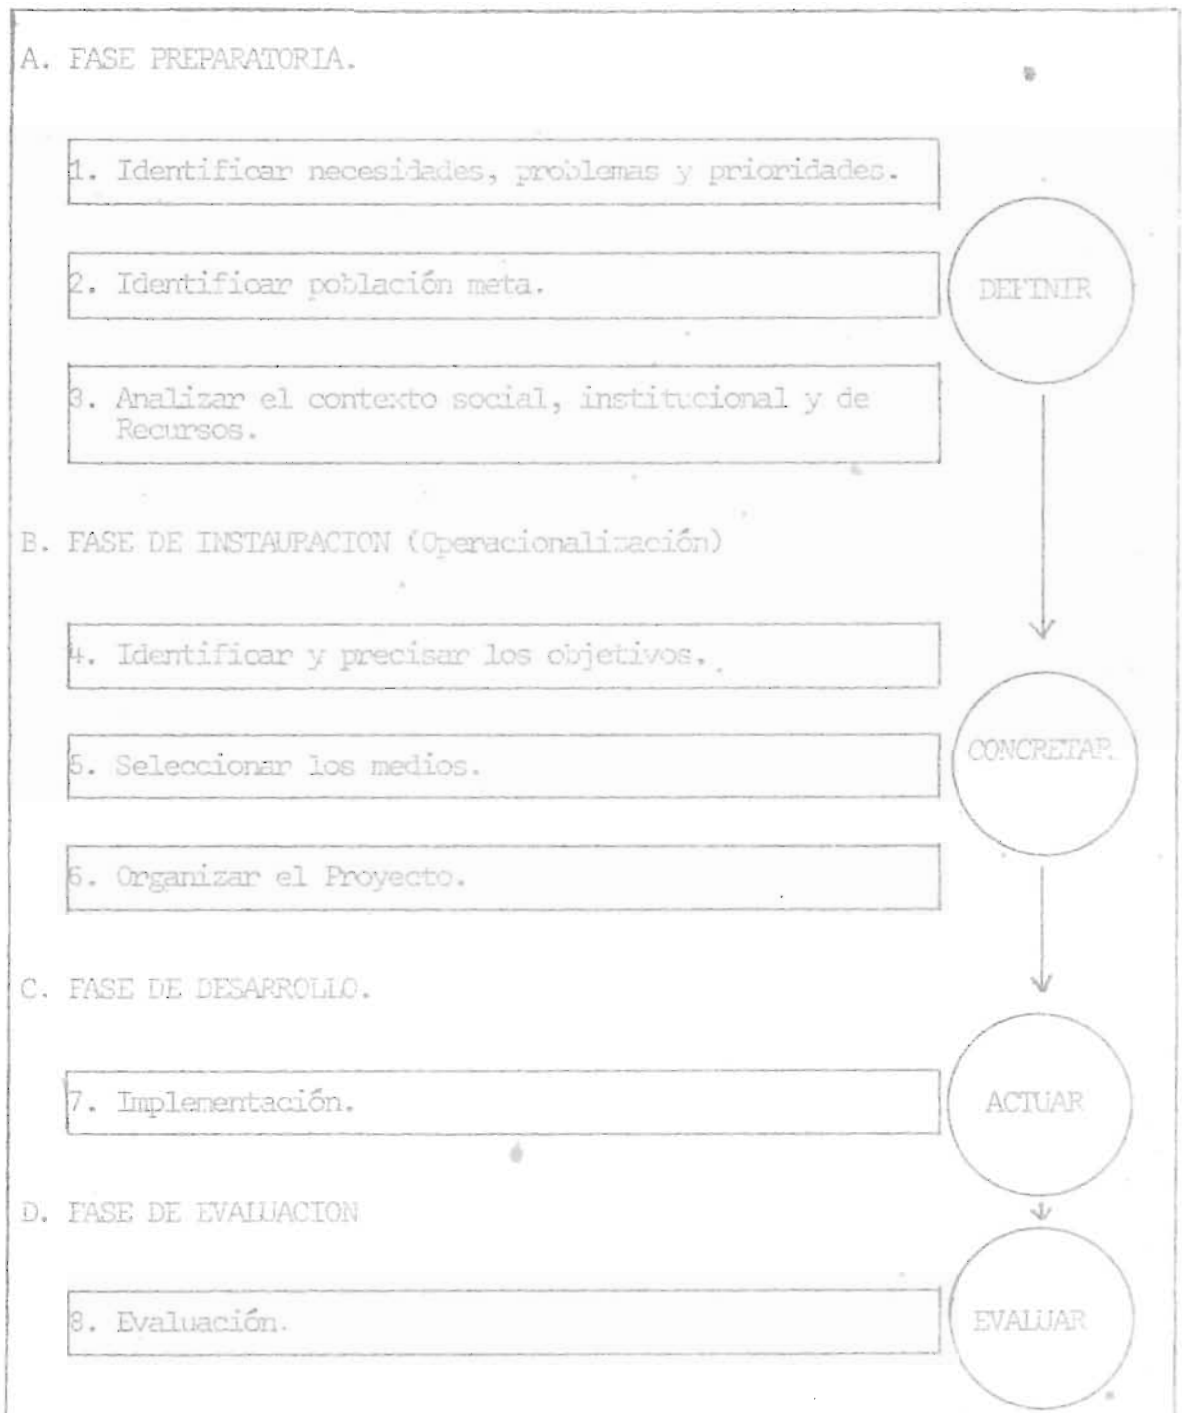 A. FASE PREPARATORIA.
1. Identificar necesidades, problemas y prioridades.
2. Identificar población meta.
DEFINIR
3. Analizar el contexto social, institucional y de
Recursos.
B. FASE DE INSTAURACION (Operacionalización)
4. Identificar y precisar los objetivos.
CONCRETAR.
5. Seleccionar los medios.
6. Organizar el Proyecto.
C. FASE DE DESARROLLO.
7. Implementación.
ACTUAR
D. FASE DE EVALUACION
8. Evaluación.
EVALUAR